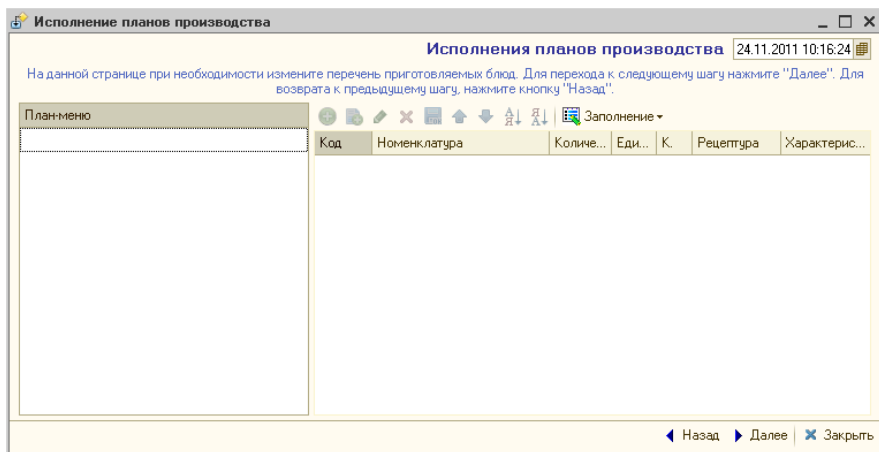 Исполнение планов производства
Исполнения планов производства 24.11.2011 10:16:24
На данной странице при необходимости измените перечень приготовляемых блюд. Для перехода к следующему шагу нажмите "Далее". Для
возврата к предыдущему шагу, нажмите кнопку "Назад".
План-меню
Заполнение
Код Номенклатура Количе... Еди... К. Рецептура Характерис...
Назад Далее Закрыть